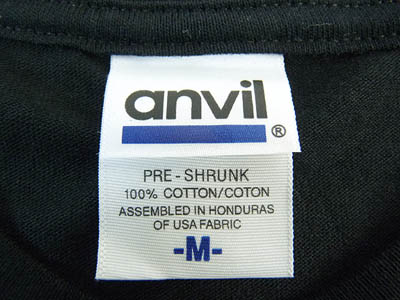 anvil
®
PRE-SHRUNK
100% COTTON/COTON
ASSEMBLED IN HONDURAS
OF USA FABRIC
-M-